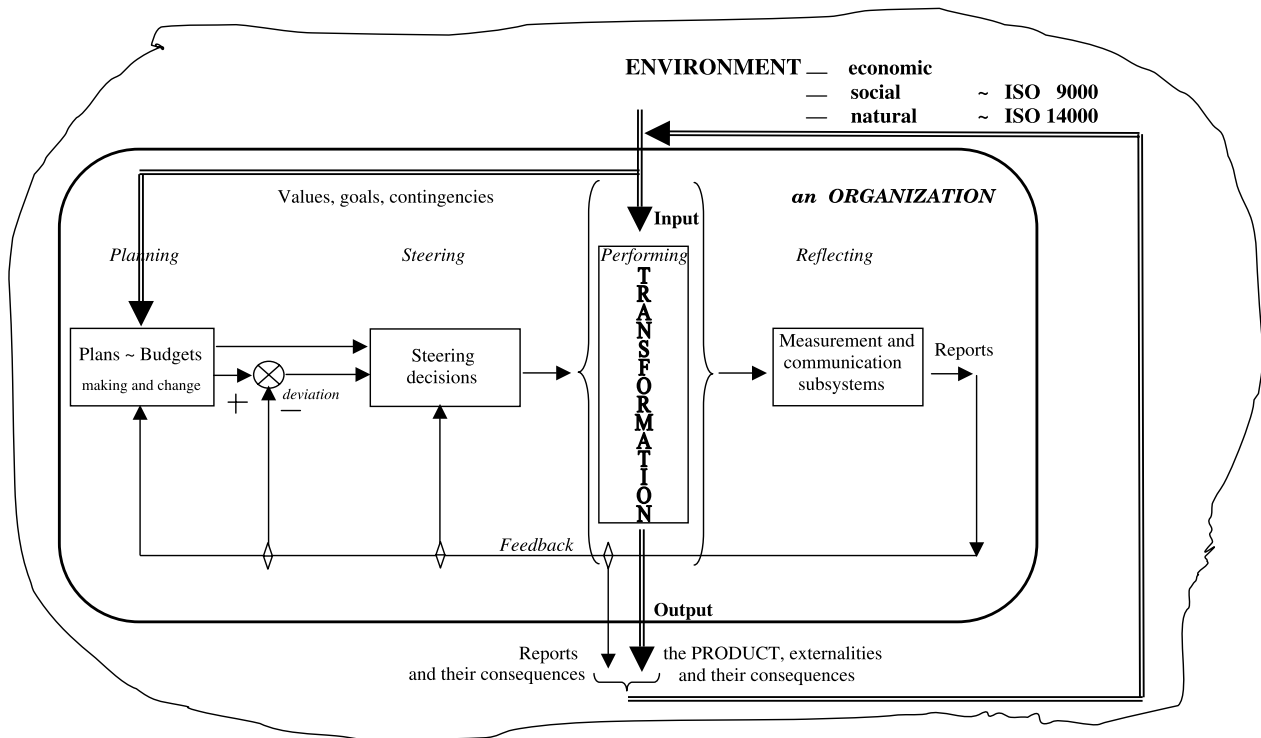 ENVIRONMENT — economic
— social ~ ISO 9000
— natural ~ ISO 14000
Values, goals, contingencies
an ORGANIZATION
Input
Planning
Steering
Performing
Reflecting
TRANSFORMATION
Plans ~ Budgets
making and change
+
−
deviation
Steering
decisions
Measurement and
communication
subsystems
Reports
Feedback
Output
Reports
and their consequences
the PRODUCT, externalities
and their consequences